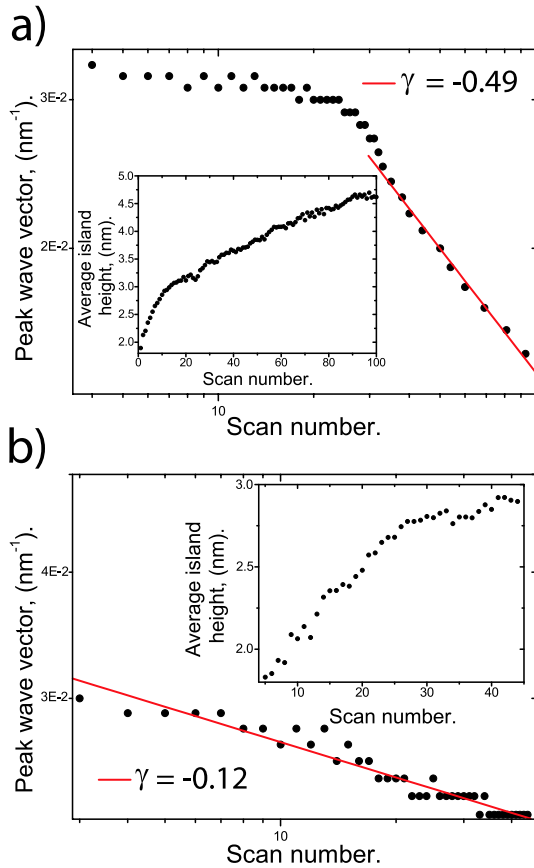 a)
Peak wave vector, (nm-1).
3E-2
2E-2
γ = -0.49
Average island
height, (nm).
5.0
4.5
4.0
3.5
3.0
2.5
2.0
0 20 40 60 80 100
Scan number.
10
Scan number.
b)
Peak wave vector, (nm-1).
4E-2
3E-2
Average island
height, (nm).
3.0
2.5
2.0
10 20 30 40
Scan number.
γ = -0.12
10
Scan number.